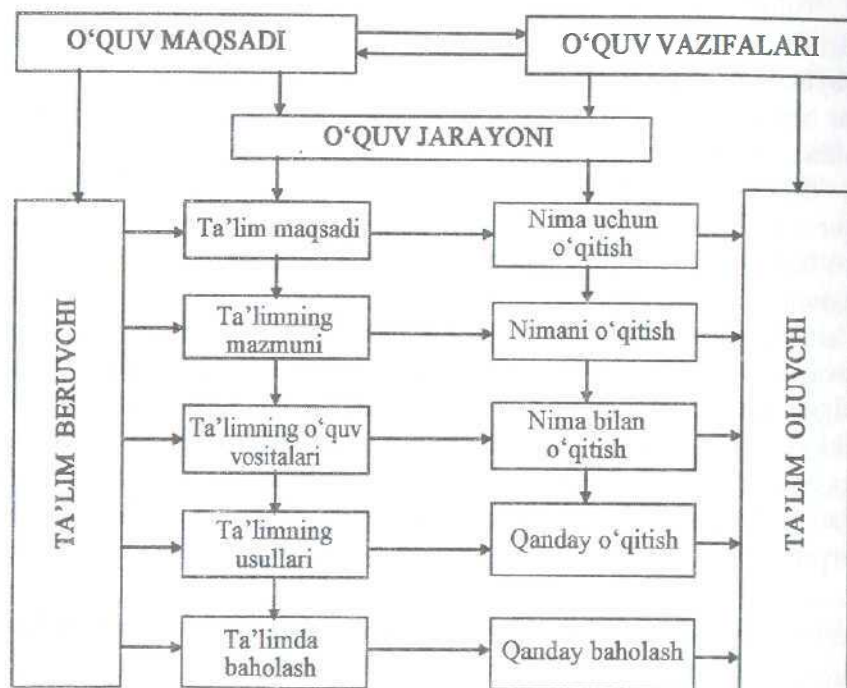 O‘QUV MAQSADI
O‘QUV VAZIFALARI
O‘QUV JARAYONI
TA’LIM BERUVCHI
Ta’lim maqsadi
Nima uchun
o‘qitish
Ta’limning
mazmuni
Nimani o‘qitish
Ta’limning o‘quv
vositalari
Nima bilan
o‘qitish
Ta’limning
usullari
Qanday o‘qitish
Ta’limda
baholash
Qanday baholash
TA’LIM OLUVCHI